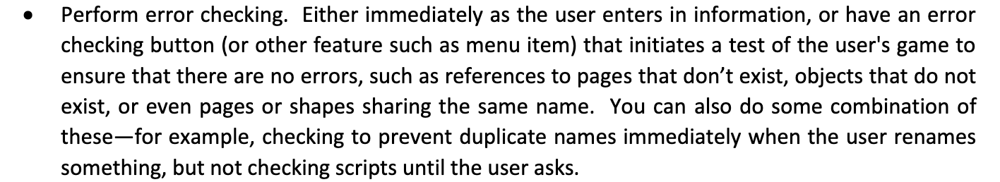 • Perform error checking.  Either immediately as the user enters in information, or have an error
checking button (or other feature such as menu item) that initiates a test of the user's game to
ensure that there are no errors, such as references to pages that don’t exist, objects that do not
exist, or even pages or shapes sharing the same name.  You can also do some combination of
these—for example, checking to prevent duplicate names immediately when the user renames
something, but not checking scripts until the user asks.